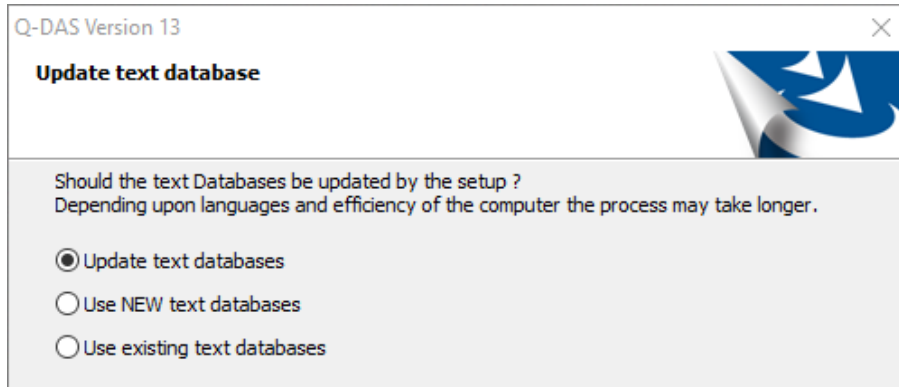 Q-DAS Version 13
Update text database
Should the text Databases be updated by the setup ?
Depending upon languages and efficiency of the computer the process may take longer.
Update text databases
Use NEW text databases
Use existing text databases